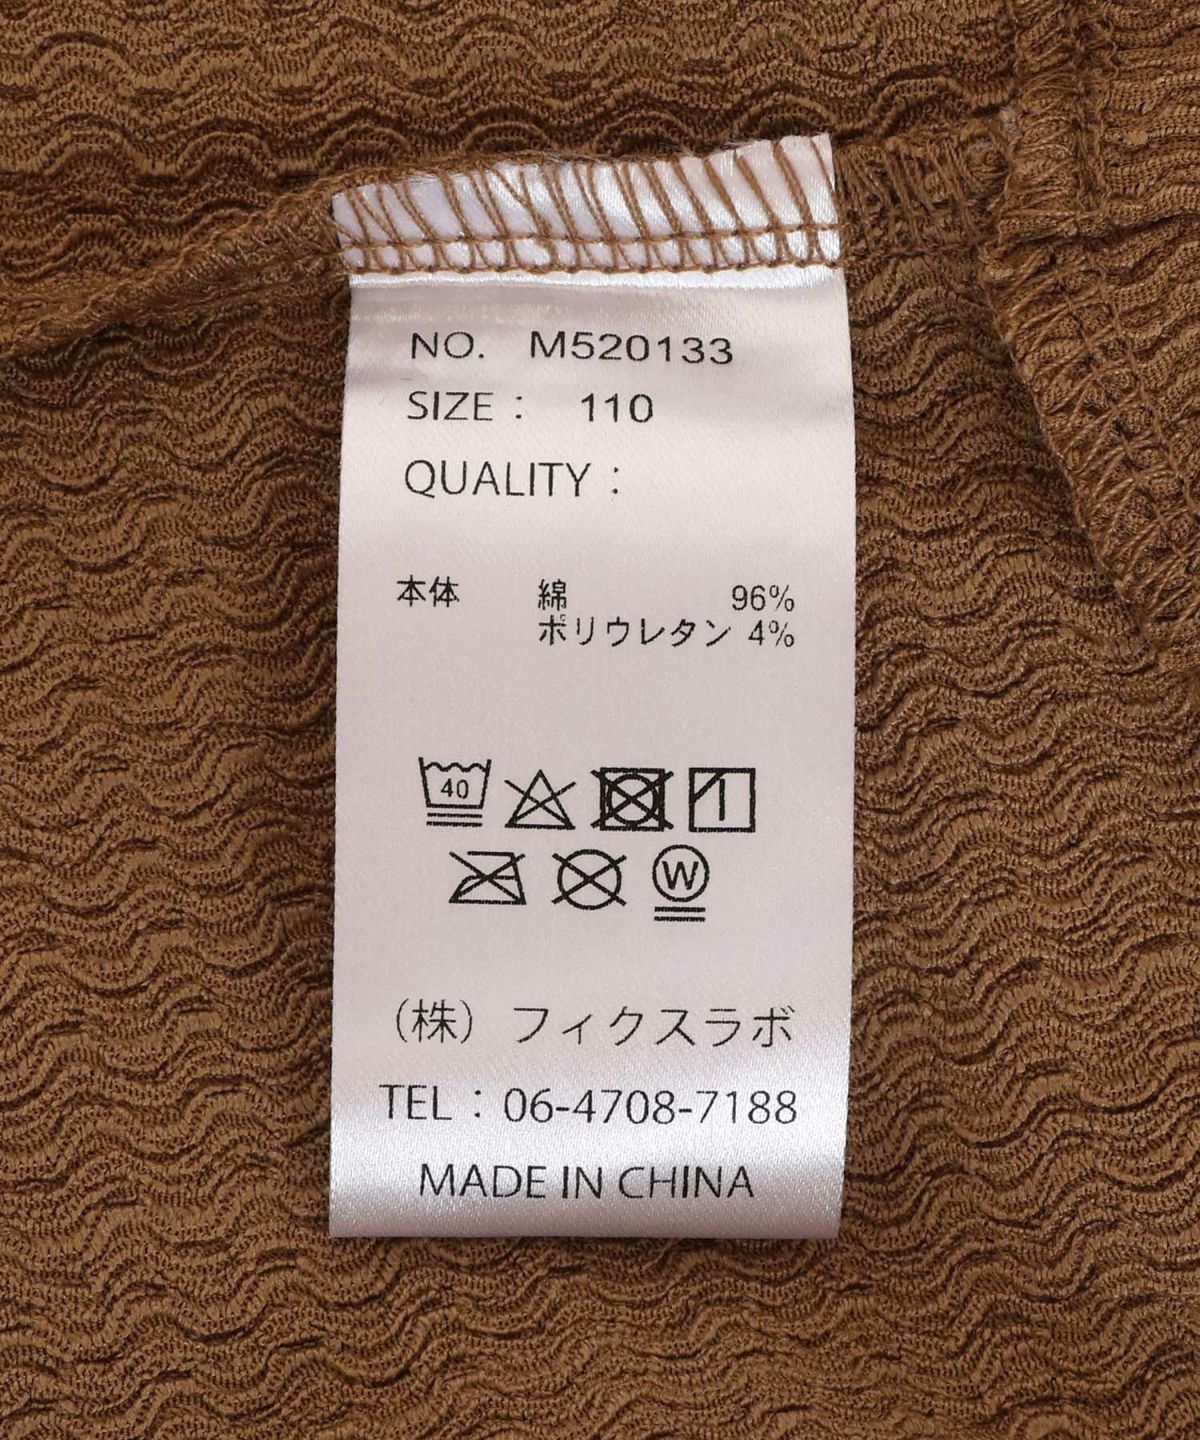 NO. M520133
SIZE : 110
QUALITY :
本体 綿 96%
ポリウレタン 4%
40
W
(株) フィクスラボ
TEL : 06-4708-7188
MADE IN CHINA